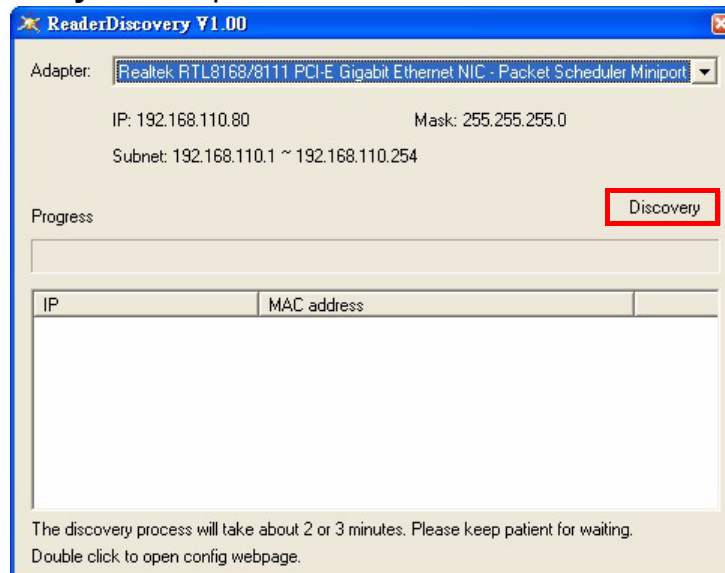 ReaderDiscovery V1.00
Adapter: Realtek RTL8168/8111 PCI-E Gigabit Ethernet NIC - Packet Scheduler Miniport
IP: 192.168.110.80 Mask: 255.255.255.0
Subnet: 192.168.110.1 ~ 192.168.110.254
Discovery
Progress
IP MAC address
The discovery process will take about 2 or 3 minutes. Please keep patient for waiting.
Double click to open config webpage.